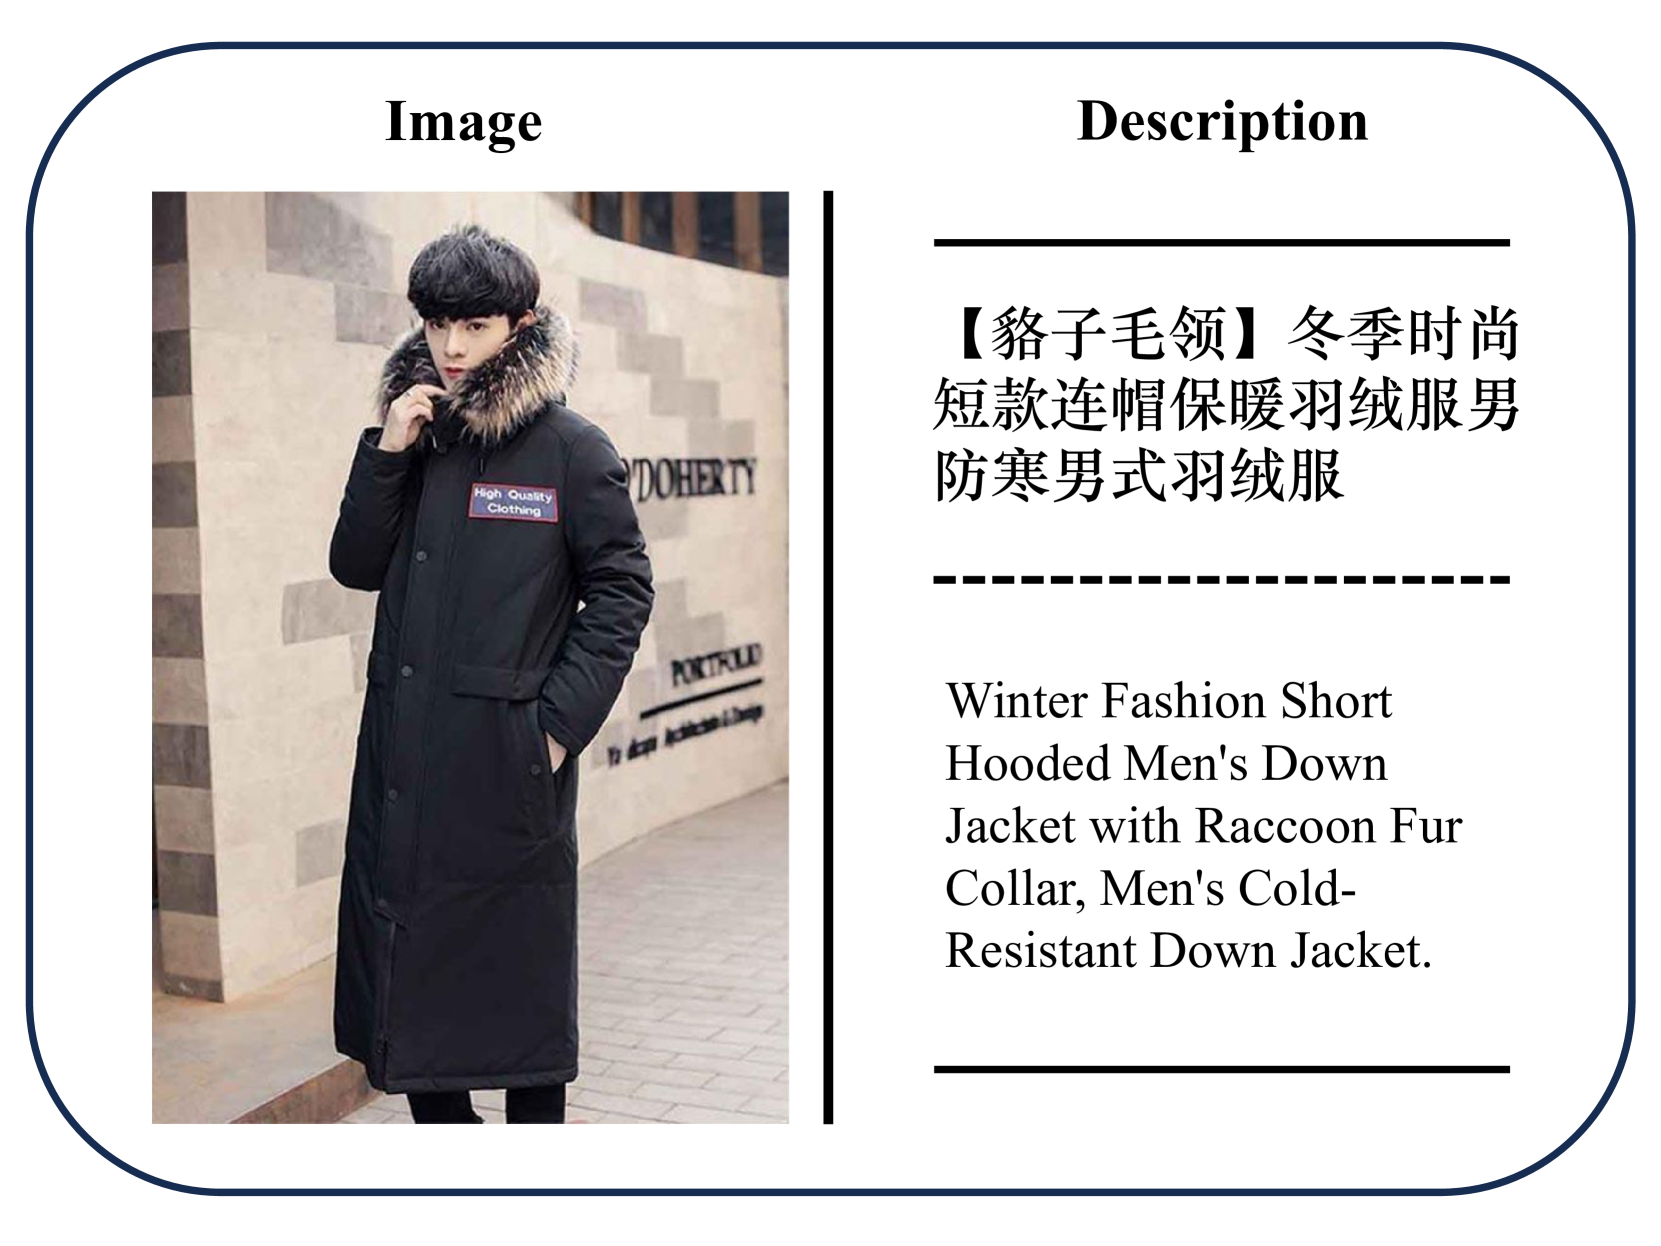 Image
Description
【貉子毛领】冬季时尚
短款连帽保暖羽绒服男
防寒男式羽绒服
Winter Fashion Short
Hooded Men's Down
Jacket with Raccoon Fur
Collar, Men's Cold-
Resistant Down Jacket.
High Quality
Clothing
O'DOHERTY
PORTFOLIO